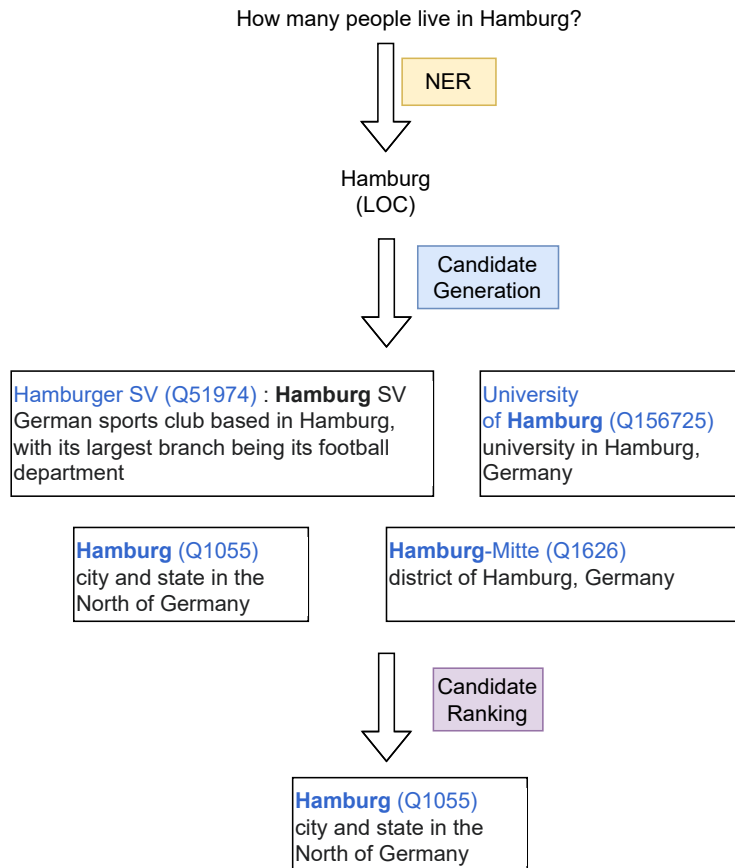 How many people live in Hamburg?
NER
Hamburg
(LOC)
Candidate
Generation
Hamburger SV (Q51974) : Hamburg SV
German sports club based in Hamburg,
with its largest branch being its football
department
University
of Hamburg (Q156725)
university in Hamburg,
Germany
Hamburg (Q1055)
city and state in the
North of Germany
Hamburg-Mitte (Q1626)
district of Hamburg, Germany
Candidate
Ranking
Hamburg (Q1055)
city and state in the
North of Germany